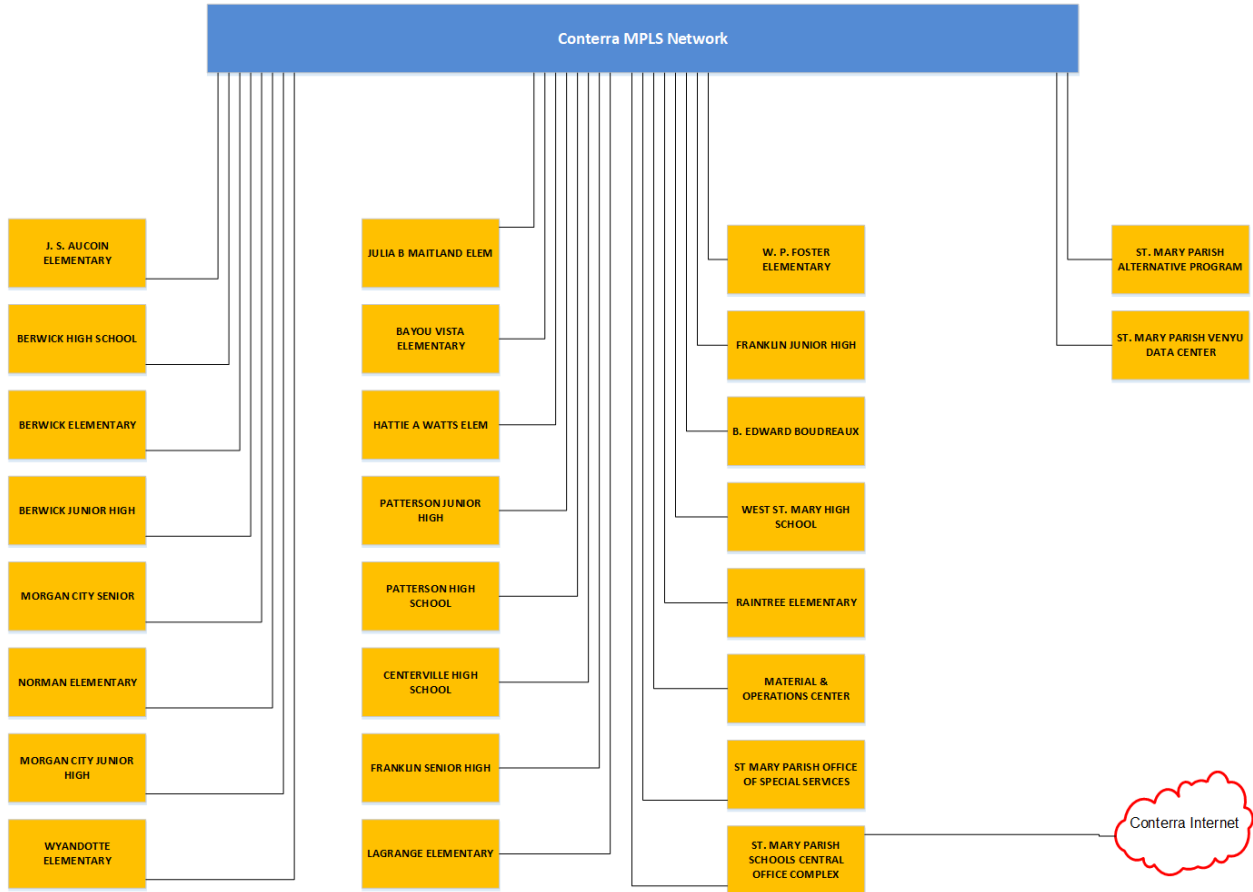 Conterra MPLS Network
J. S. AUCOIN
ELEMENTARY
BERWICK HIGH SCHOOL
BERWICK ELEMENTARY
BERWICK JUNIOR HIGH
MORGAN CITY SENIOR
NORMAN ELEMENTARY
MORGAN CITY JUNIOR
HIGH
WYANDOTTE
ELEMENTARY
JULIA B MAITLAND ELEM
BAYOU VISTA
ELEMENTARY
HATTIE A WATTS ELEM
PATTERSON JUNIOR
HIGH
PATTERSON HIGH
SCHOOL
CENTERVILLE HIGH
SCHOOL
FRANKLIN SENIOR HIGH
LAGRANGE ELEMENTARY
W. P. FOSTER
ELEMENTARY
FRANKLIN JUNIOR HIGH
B. EDWARD BOUDREAUX
WEST ST. MARY HIGH
SCHOOL
RAINTREE ELEMENTARY
MATERIAL &
OPERATIONS CENTER
ST MARY PARISH OFFICE
OF SPECIAL SERVICES
ST. MARY PARISH
SCHOOLS CENTRAL
OFFICE COMPLEX
ST. MARY PARISH
ALTERNATIVE PROGRAM
ST. MARY PARISH VENYU
DATA CENTER
Conterra Internet